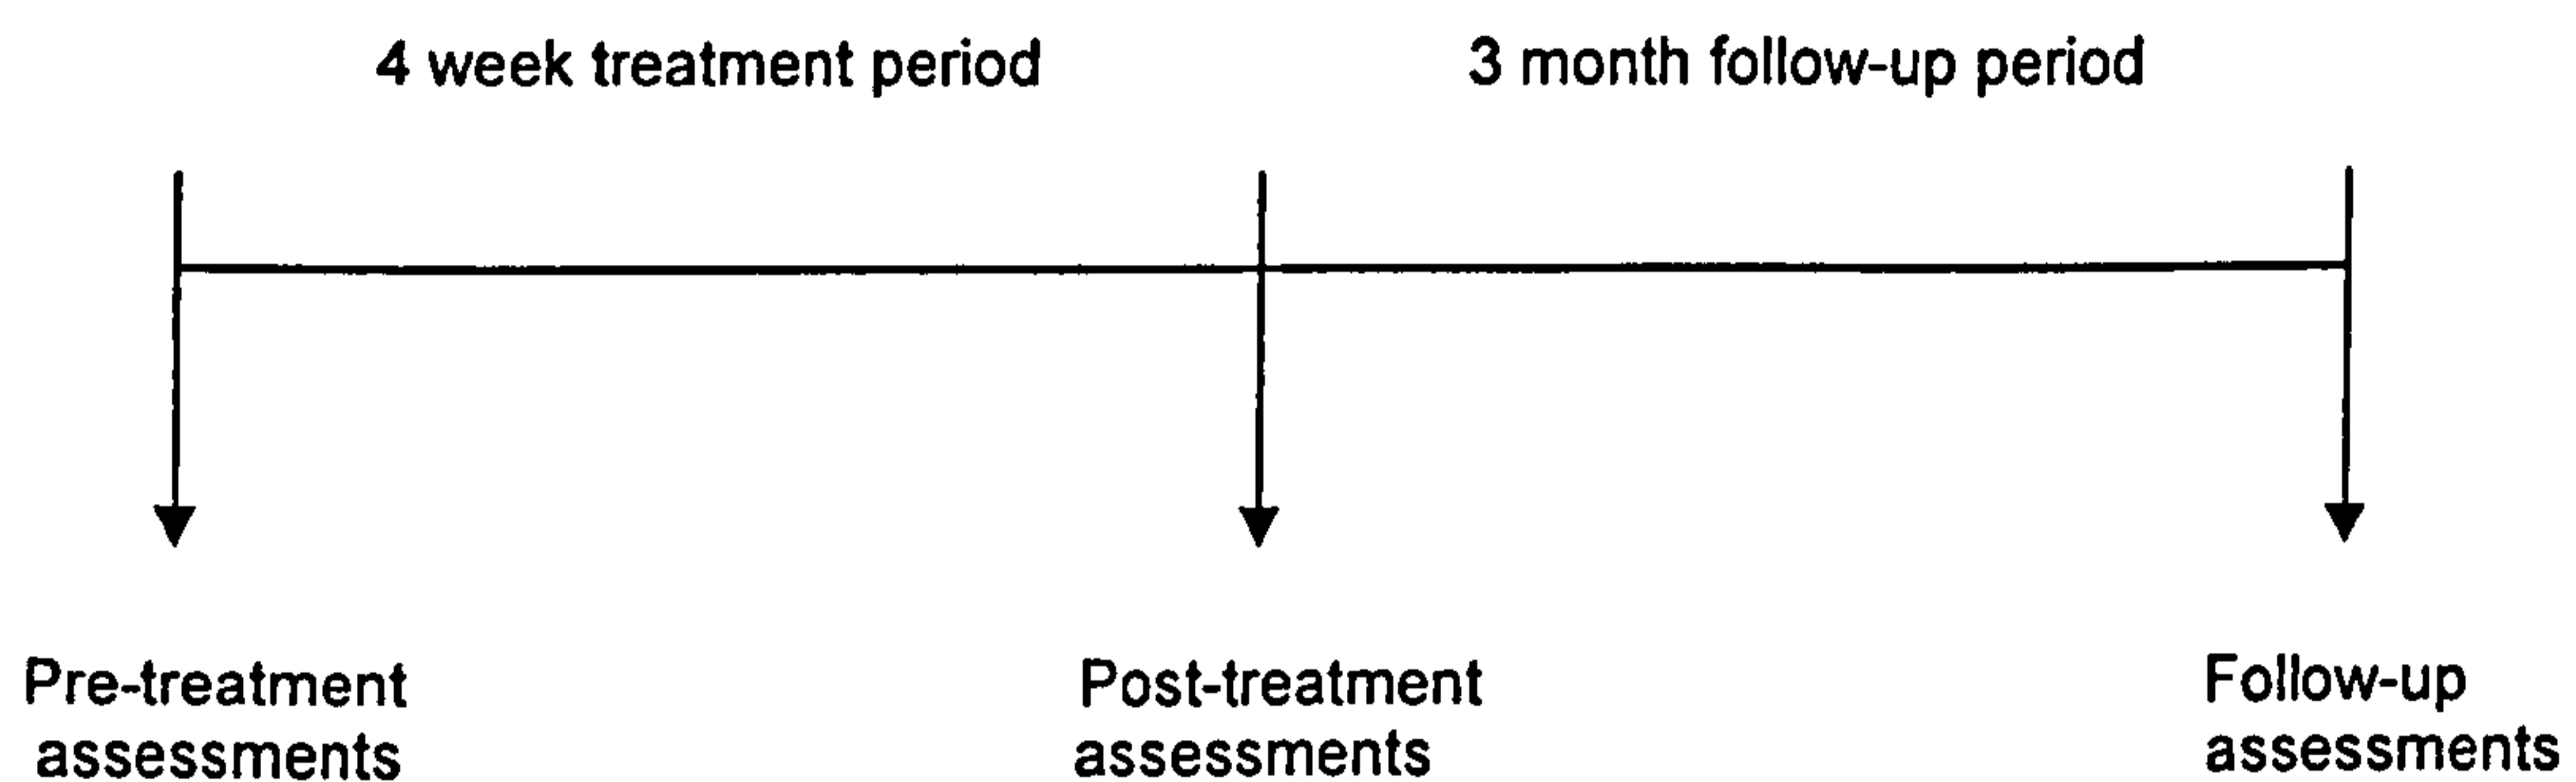 4 week treatment period
3 month follow-up period
Pre-treatment
assessments
Post-treatment
assessments
Follow-up
assessments